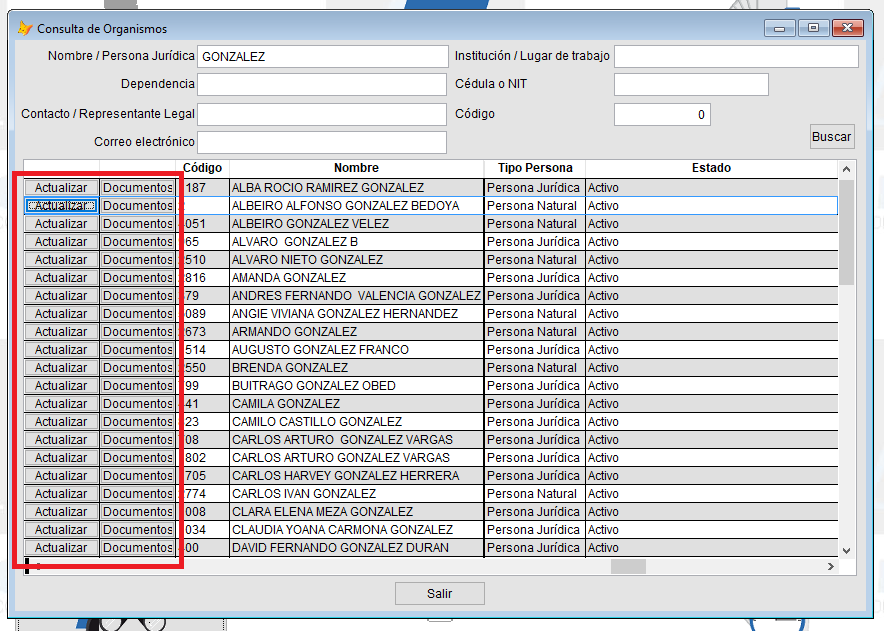 Consulta de Organismos
Nombre / Persona Jurídica GONZALEZ Institución / Lugar de trabajo
Dependencia Cédula o NIT
Contacto / Representante Legal Código 0
Correo electrónico Buscar
Código Nombre Tipo Persona Estado
Actualizar Documentos 187 ALBA ROCIO RAMIREZ GONZALEZ Persona Jurídica Activo
Actualizar Documentos ALBEIRO ALFONSO GONZALEZ BEDOYA Persona Natural Activo
Actualizar Documentos 051 ALBEIRO GONZALEZ VELEZ Persona Natural Activo
Actualizar Documentos 65 ALVARO GONZALEZ B Persona Jurídica Activo
Actualizar Documentos 510 ALVARO NIETO GONZALEZ Persona Natural Activo
Actualizar Documentos 816 AMANDA GONZALEZ Persona Jurídica Activo
Actualizar Documentos 79 ANDRES FERNANDO VALENCIA GONZALEZ Persona Jurídica Activo
Actualizar Documentos 089 ANGIE VIVIANA GONZALEZ HERNANDEZ Persona Natural Activo
Actualizar Documentos 673 ARMANDO GONZALEZ Persona Natural Activo
Actualizar Documentos 514 AUGUSTO GONZALEZ FRANCO Persona Jurídica Activo
Actualizar Documentos 550 BRENDA GONZALEZ Persona Natural Activo
Actualizar Documentos 99 BUITRAGO GONZALEZ OBED Persona Jurídica Activo
Actualizar Documentos 41 CAMILA GONZALEZ Persona Jurídica Activo
Actualizar Documentos 23 CAMILO CASTILLO GONZALEZ Persona Jurídica Activo
Actualizar Documentos 08 CARLOS ARTURO GONZALEZ VARGAS Persona Jurídica Activo
Actualizar Documentos 802 CARLOS ARTURO GONZALEZ VARGAS Persona Jurídica Activo
Actualizar Documentos 705 CARLOS HARVEY GONZALEZ HERRERA Persona Jurídica Activo
Actualizar Documentos 774 CARLOS IVAN GONZALEZ Persona Natural Activo
Actualizar Documentos 008 CLARA ELENA MEZA GONZALEZ Persona Jurídica Activo
Actualizar Documentos 034 CLAUDIA YOANA CARMONA GONZALEZ Persona Jurídica Activo
Actualizar Documentos 00 DAVID FERNANDO GONZALEZ DURAN Persona Jurídica Activo
Salir